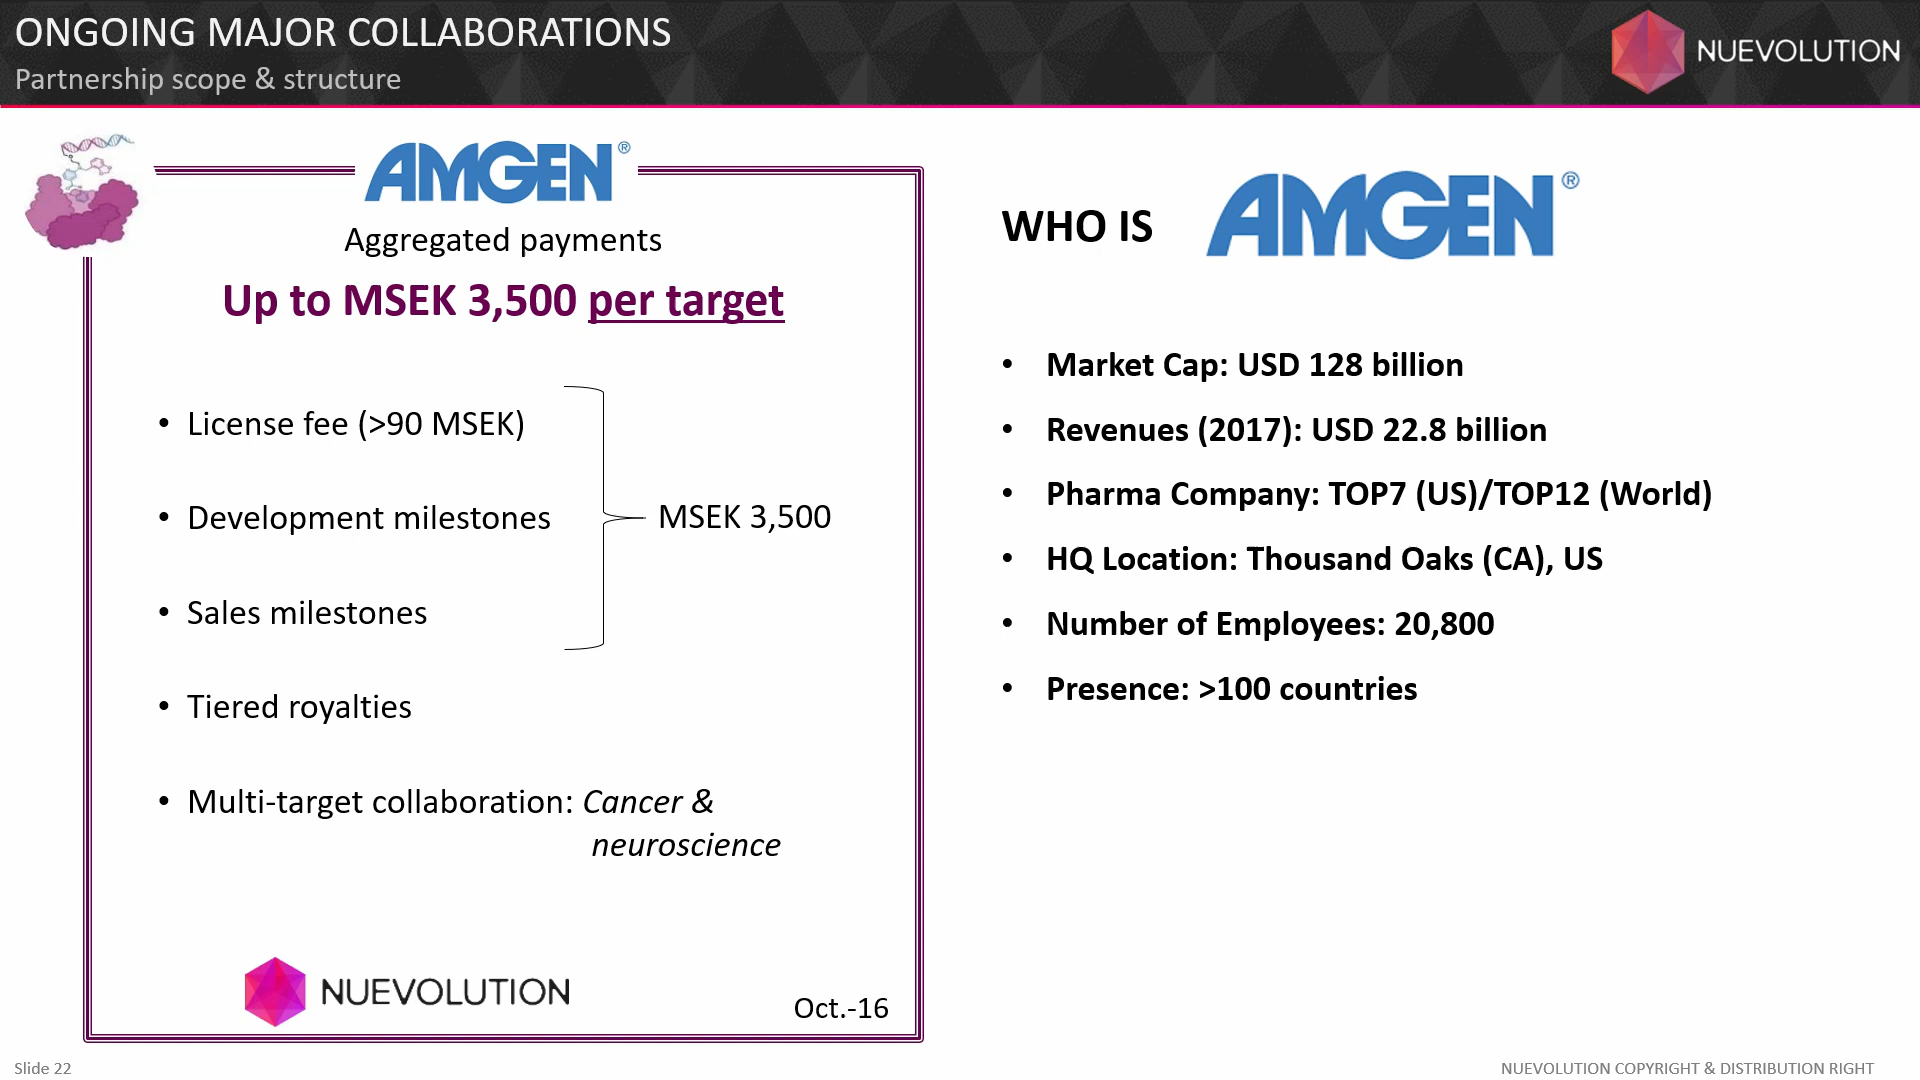 ONGOING MAJOR COLLABORATIONS
Partnership scope & structure
NUEVOLUTION
AMGEN®
Aggregated payments
Up to MSEK 3,500 per target
• License fee (>90 MSEK)
• Development milestones
MSEK 3,500
• Sales milestones
• Tiered royalties
• Multi-target collaboration: Cancer &
neuroscience
NUEVOLUTION
Oct.-16
WHO IS AMGEN®
• Market Cap: USD 128 billion
• Revenues (2017): USD 22.8 billion
• Pharma Company: TOP7 (US)/TOP12 (World)
• HQ Location: Thousand Oaks (CA), US
• Number of Employees: 20,800
• Presence: >100 countries
Slide 22
NUEVOLUTION COPYRIGHT & DISTRIBUTION RIGHT